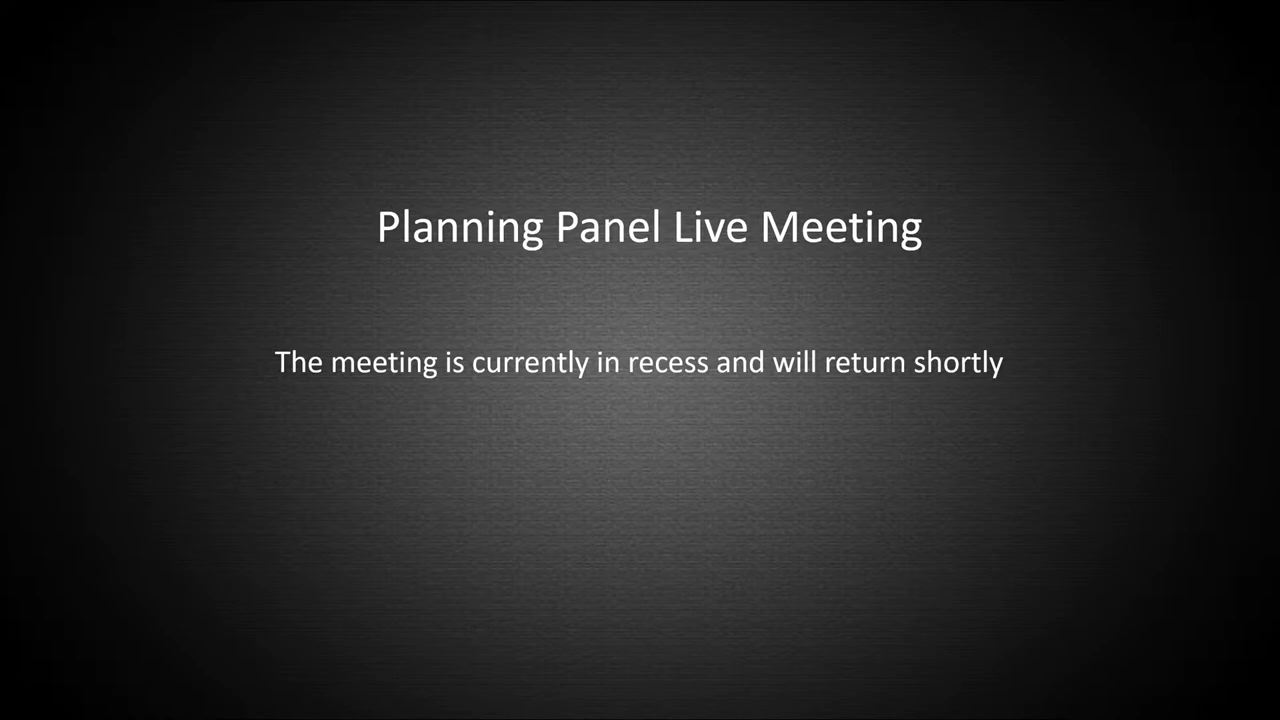 Planning Panel Live Meeting
The meeting is currently in recess and will return shortly